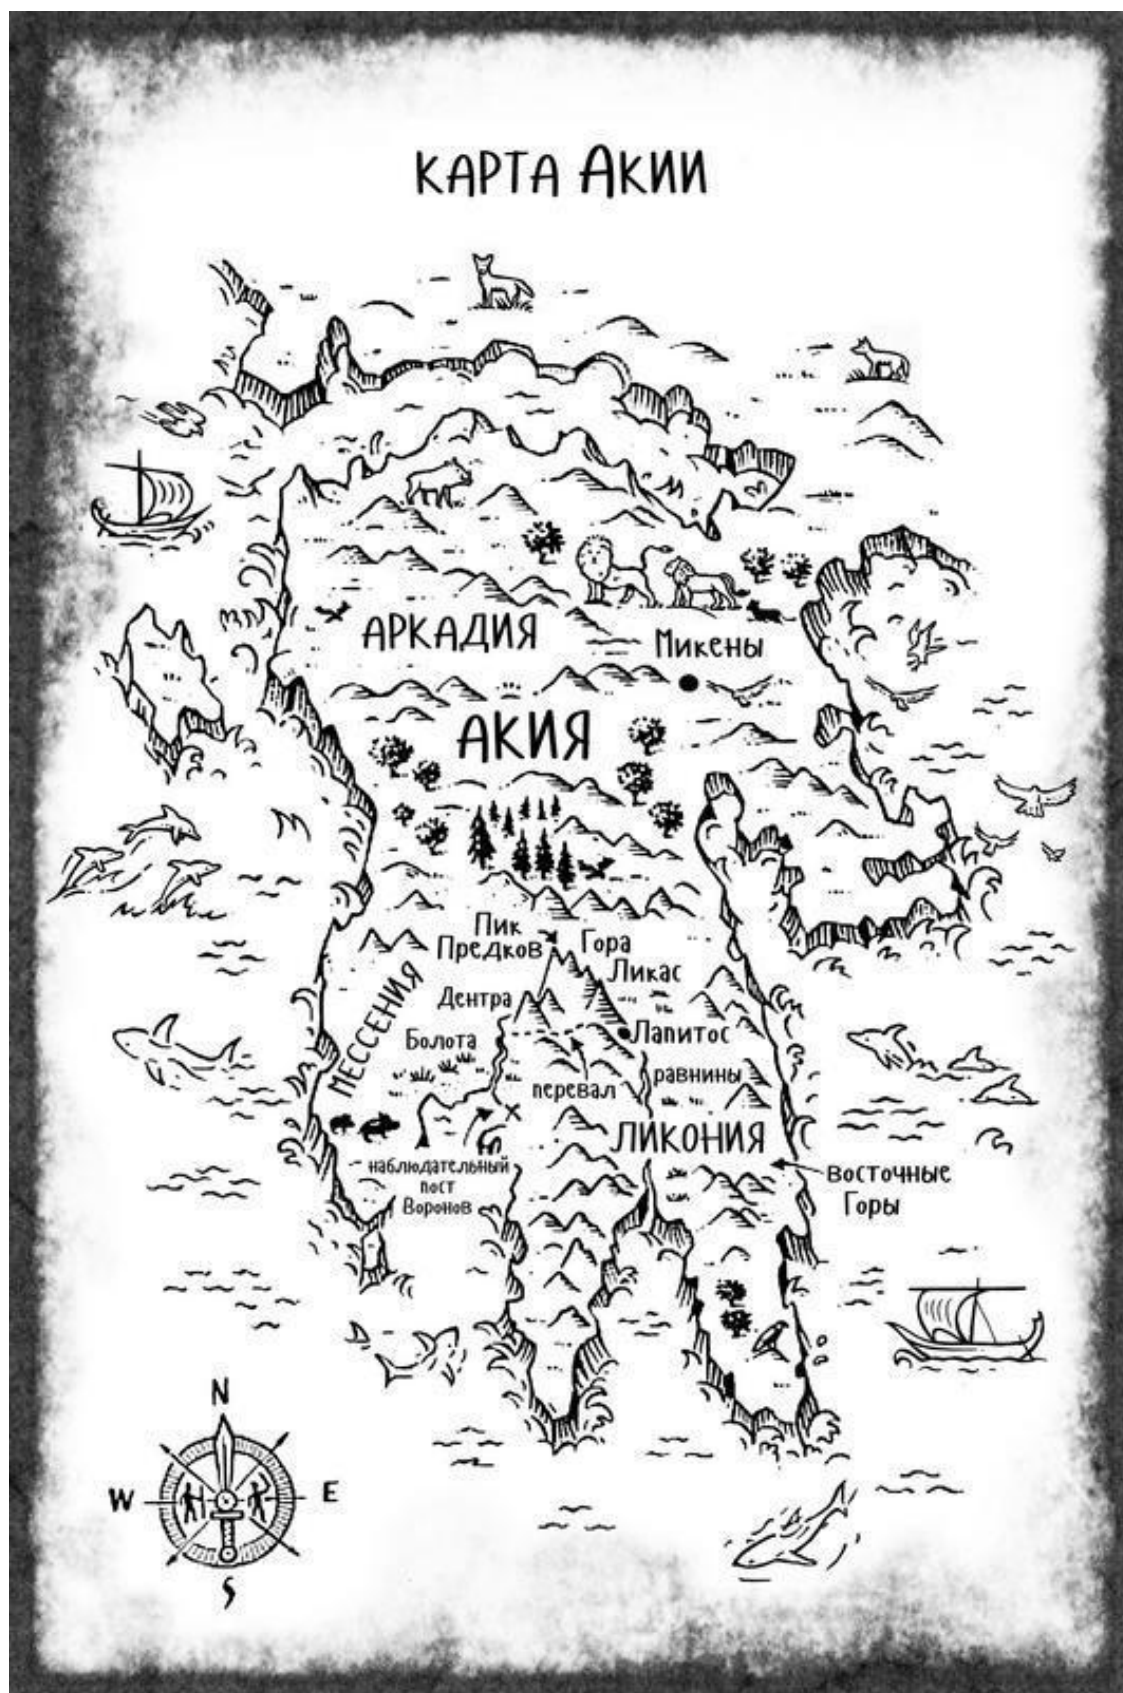 КАРТА АКИИ
АРКАДИЯ
Микены
АКИЯ
Пик
Предков
Гора
Ликас
МЕССЕНИЯ
Дентра
Болота
Лапитос
перевал
равнины
ЛИКОНИЯ
наблюдательный
пост
Воронов
восточные
Горы
N
W
E
S